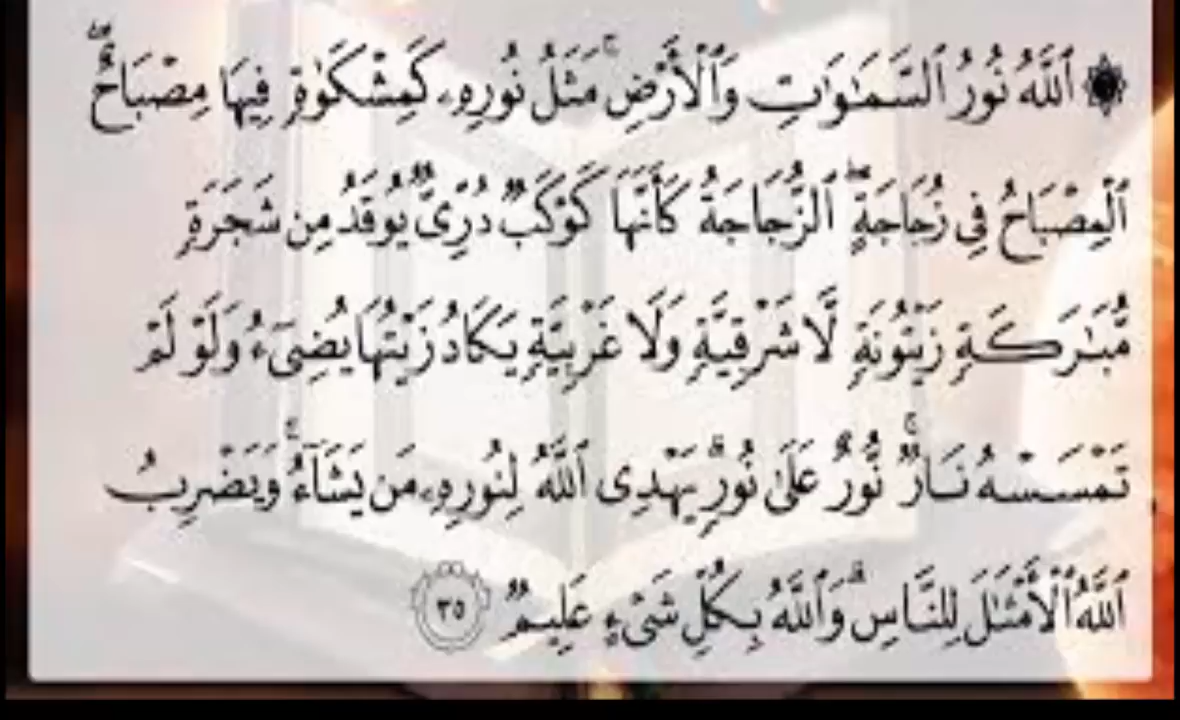 ۞ ٱللَّهُ نُورُ ٱلسَّمَٰوَٰتِ وَٱلْأَرْضِ ۚ مَثَلُ نُورِهِۦ كَمِشْكَوٰةٍ فِيهَا مِصْبَاحٌ ۖ
ٱلْمِصْبَاحُ فِى زُجَاجَةٍ ۖ ٱلزُّجَاجَةُ كَأَنَّهَا كَوْكَبٌ دُرِّىٌّ يُوقَدُ مِن شَجَرَةٍ
مُّبَٰرَكَةٍ زَيْتُونَةٍ لَّا شَرْقِيَّةٍ وَلَا غَرْبِيَّةٍ يَكَادُ زَيْتُهَا يُضِىٓءُ وَلَوْ لَمْ
تَمْسَسْهُ نَارٌ ۚ نُّورٌ عَلَىٰ نُورٍ ۗ يَهْدِى ٱللَّهُ لِنُورِهِۦ مَن يَشَآءُ ۚ وَيَضْرِبُ
ٱللَّهُ ٱلْأَمْثَٰلَ لِلنَّاسِ ۗ وَٱللَّهُ بِكُلِّ شَىْءٍ عَلِيمٌ ٣٥